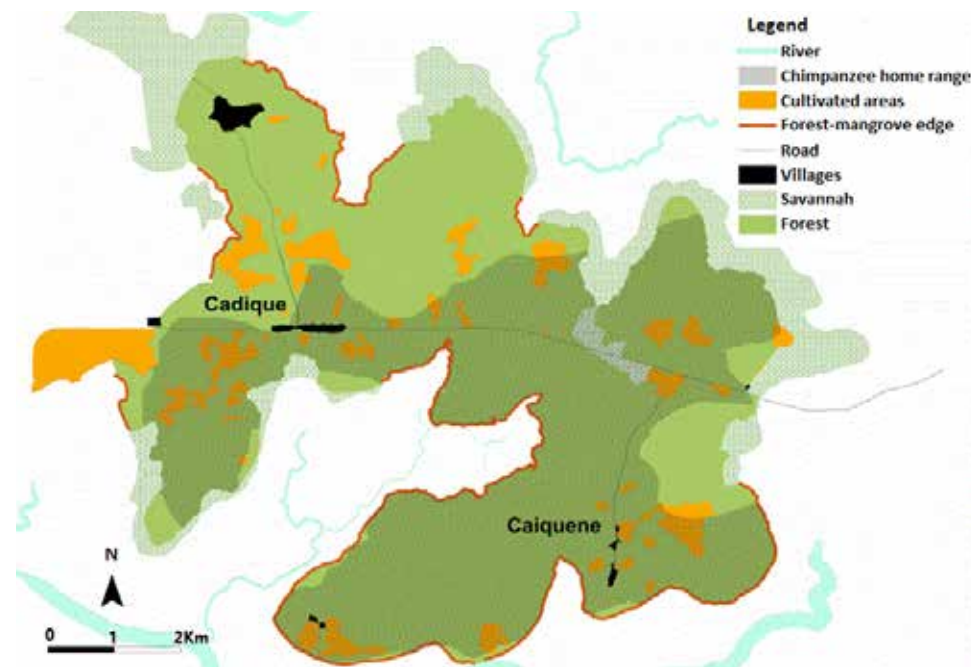 Legend
River
Chimpanzee home range
Cultivated areas
Forest-mangrove edge
Road
Villages
Savannah
Forest
Cadique
Caiquene
N
0 1 2Km